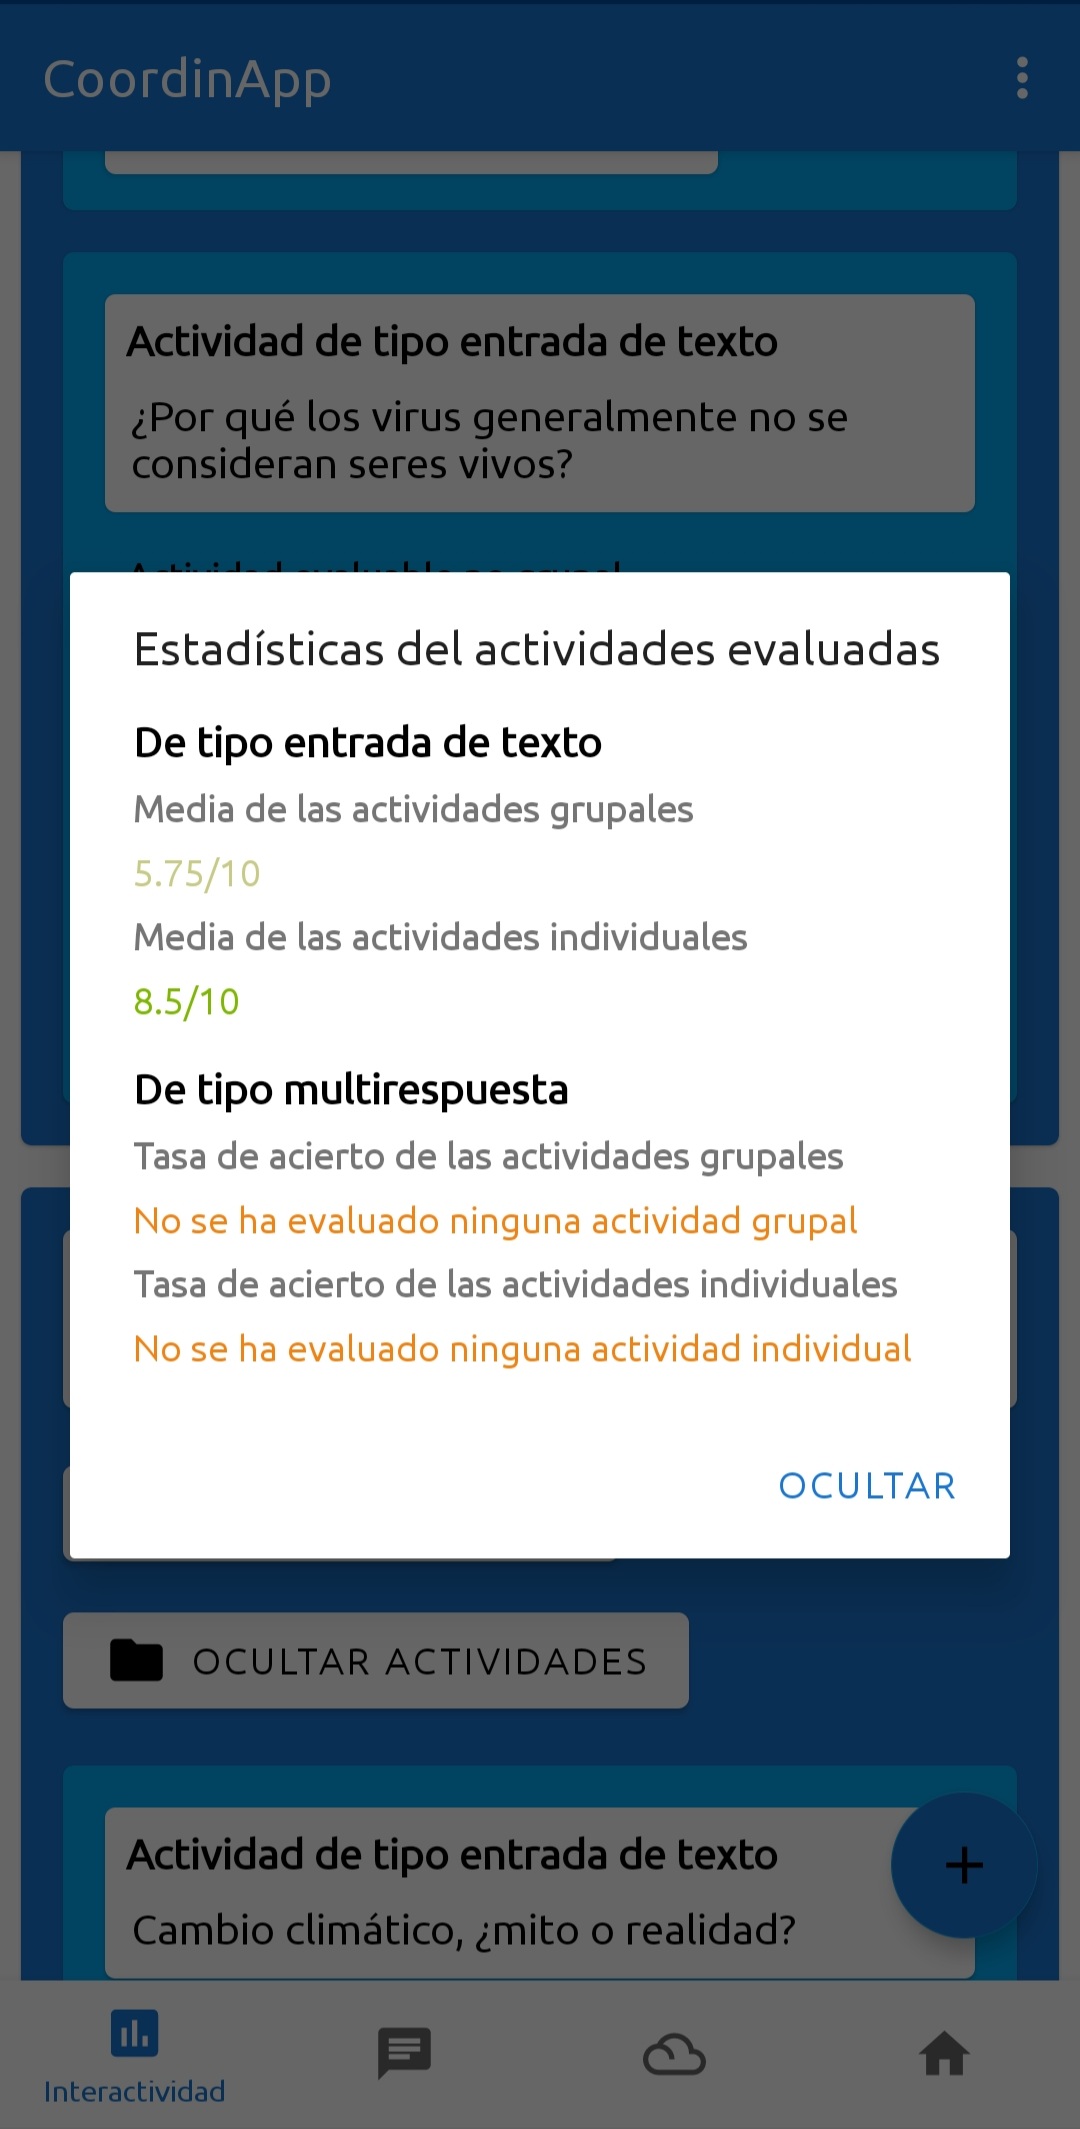 CoordinApp
Actividad de tipo entrada de texto
¿Por qué los virus generalmente no se
consideran seres vivos?
Estadísticas del actividades evaluadas
De tipo entrada de texto
Media de las actividades grupales
5.75/10
Media de las actividades individuales
8.5/10
De tipo multirespuesta
Tasa de acierto de las actividades grupales
No se ha evaluado ninguna actividad grupal
Tasa de acierto de las actividades individuales
No se ha evaluado ninguna actividad individual
OCULTAR
OCULTAR ACTIVIDADES
Actividad de tipo entrada de texto
Cambio climático, ¿mito o realidad?
Interactividad